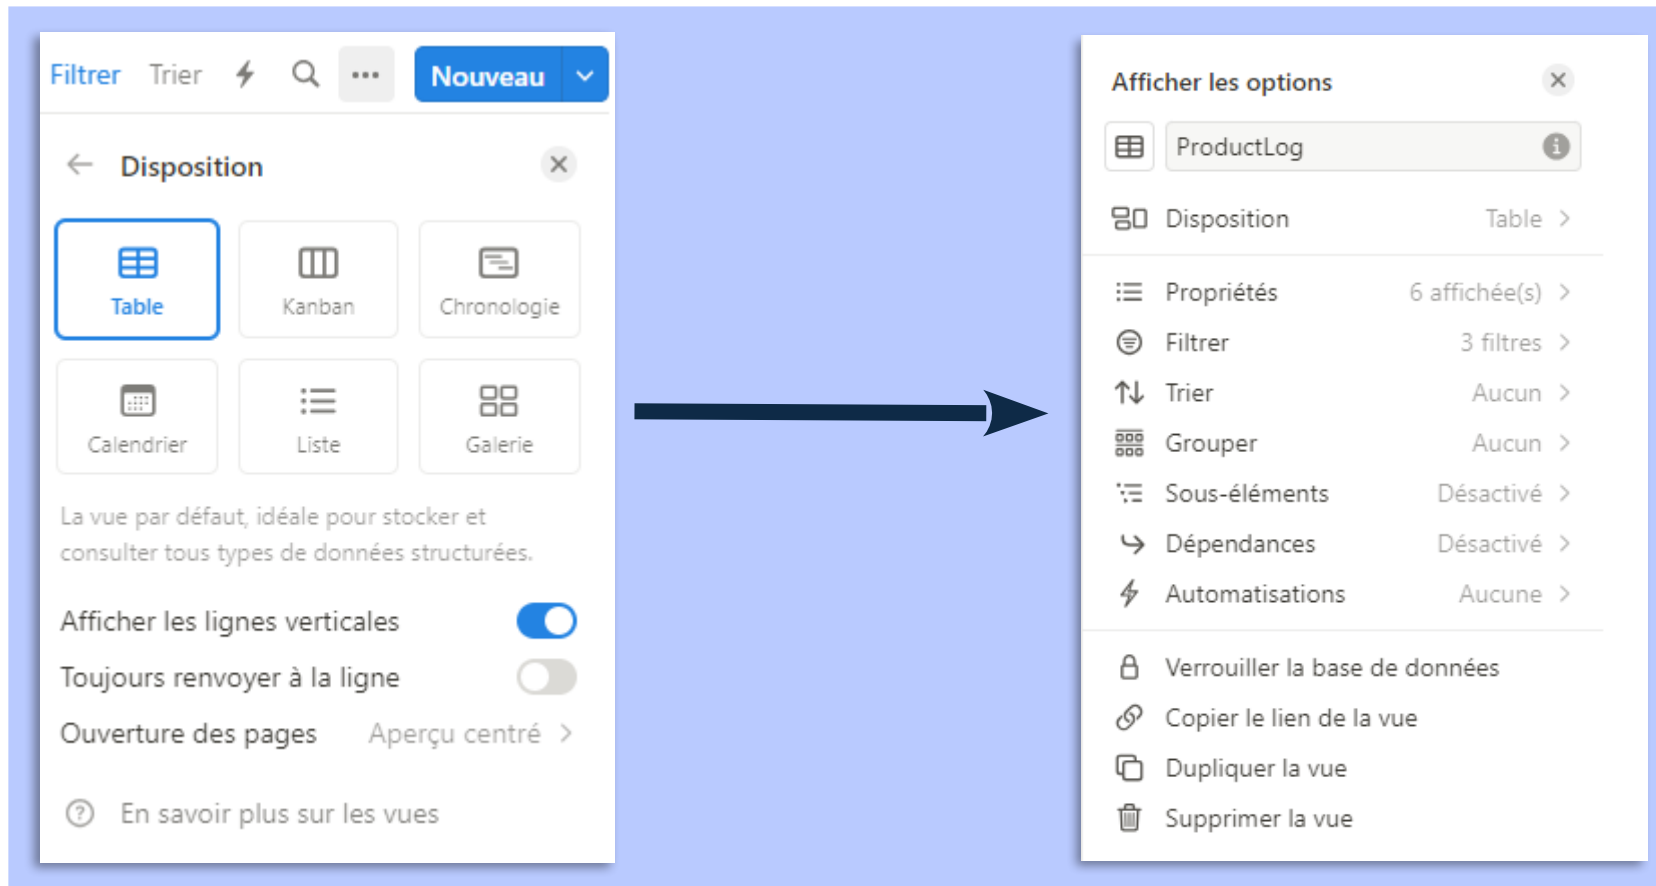 Filtrer Trier Nouveau
Disposition
Table Kanban Chronologie
Calendrier Liste Galerie
La vue par défaut, idéale pour stocker et
consulter tous types de données structurées.
Afficher les lignes verticales
Toujours renvoyer à la ligne
Ouverture des pages Aperçu centré
En savoir plus sur les vues
Afficher les options
ProductLog
Disposition Table
Propriétés 6 affichée(s)
Filtrer 3 filtres
Trier Aucun
Grouper Aucun
Sous-éléments Désactivé
Dépendances Désactivé
Automatisations Aucune
Verrouiller la base de données
Copier le lien de la vue
Dupliquer la vue
Supprimer la vue